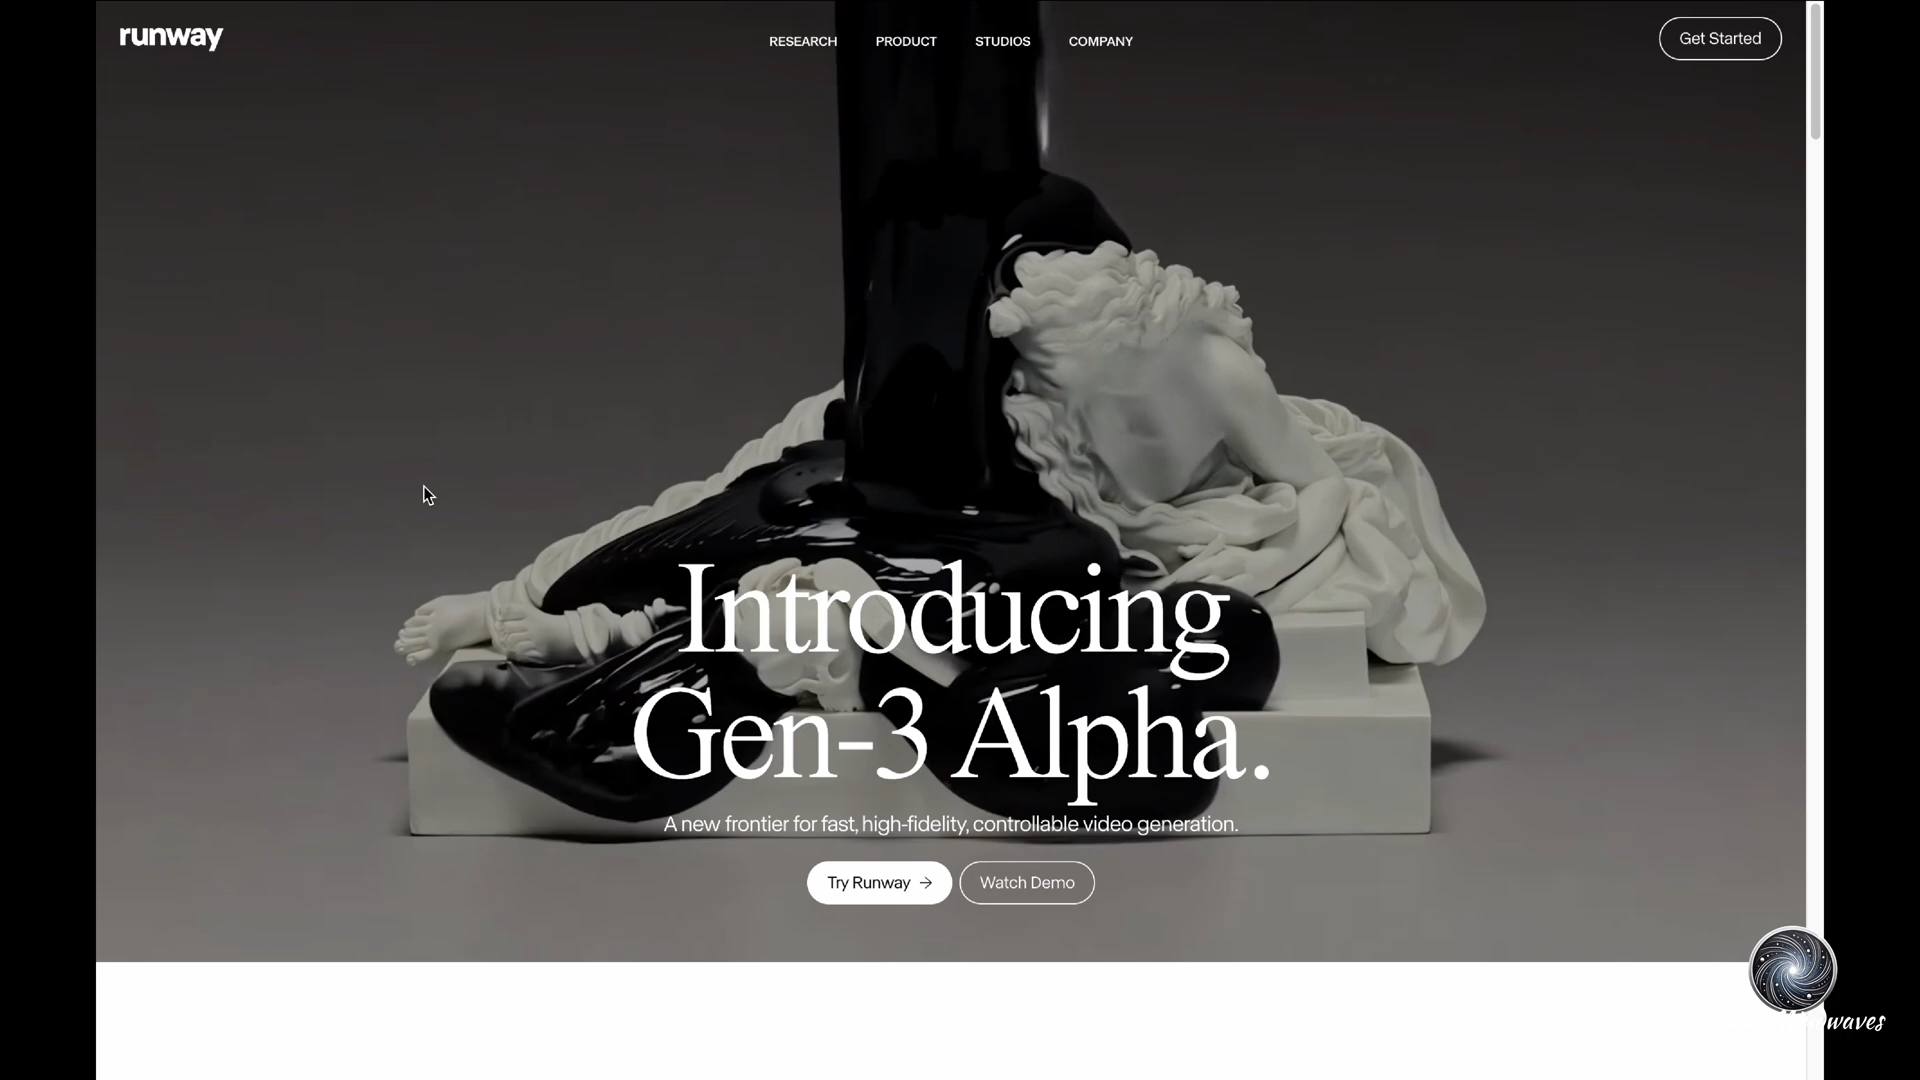 runway
RESEARCH
PRODUCT
STUDIOS
COMPANY
Get Started
Introducing
Gen-3 Alpha.
A new frontier for fast, high-fidelity, controllable video generation.
Try Runway →
Watch Demo
waves